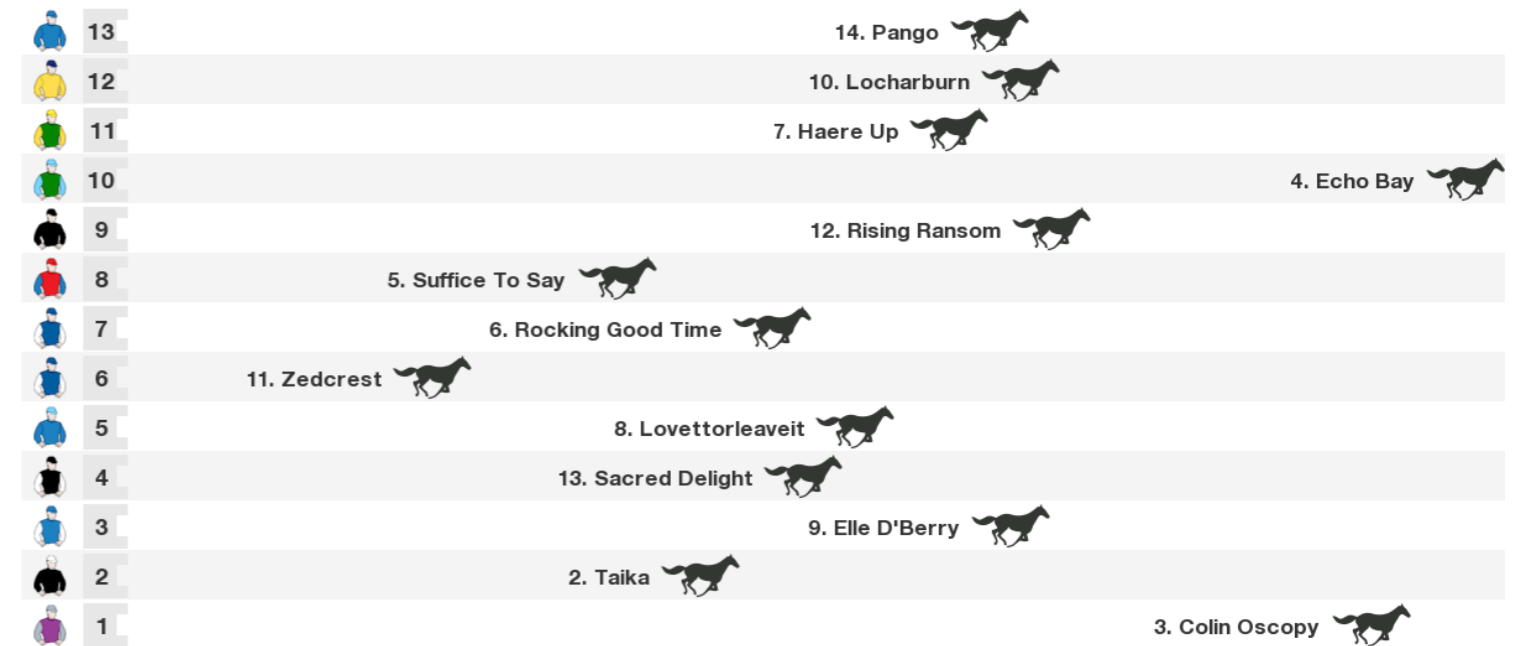 13 14. Pango
12 10. Locharburn
11 7. Haere Up
10 4. Echo Bay
9 12. Rising Ransom
8 5. Suffice To Say
7 6. Rocking Good Time
6 11. Zedcrest
5 8. Lovettorleaveit
4 13. Sacred Delight
3 9. Elle D'Berry
2 2. Taika
1 3. Colin Oscopy